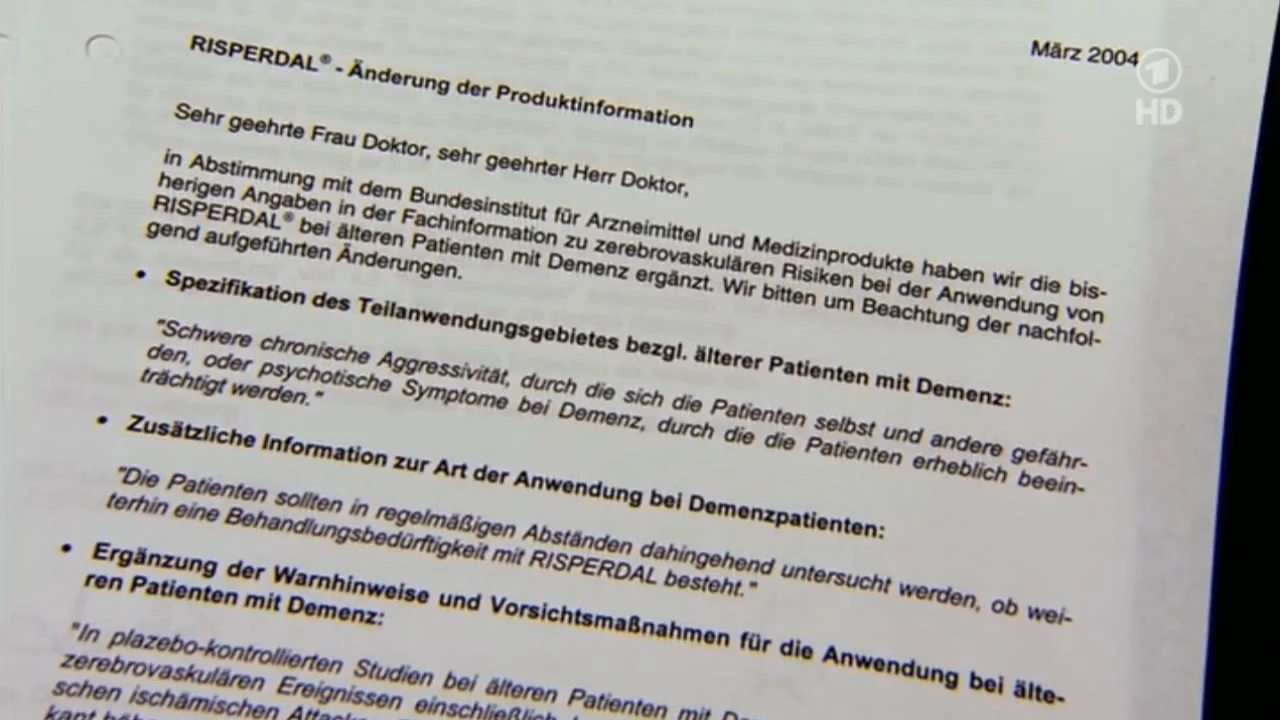 März 2004
1
HD
RISPERDAL® - Änderung der Produktinformation
Sehr geehrte Frau Doktor, sehr geehrter Herr Doktor,
in Abstimmung mit dem Bundesinstitut für Arzneimittel und Medizinprodukte haben wir die bis-
herigen Angaben in der Fachinformation zu zerebrovaskulären Risiken bei der Anwendung von
RISPERDAL® bei älteren Patienten mit Demenz ergänzt. Wir bitten um Beachtung der nachfol-
gend aufgeführten Änderungen.
• Spezifikation des Teilanwendungsgebietes bezgl. älterer Patienten mit Demenz:
"Schwere chronische Aggressivität, durch die sich die Patienten selbst und andere gefähr-
den, oder psychotische Symptome bei Demenz, durch die die Patienten erheblich beein-
trächtigt werden."
• Zusätzliche Information zur Art der Anwendung bei Demenzpatienten:
"Die Patienten sollten in regelmäßigen Abständen dahingehend untersucht werden, ob wei-
terhin eine Behandlungsbedürftigkeit mit RISPERDAL besteht."
• Ergänzung der Warnhinweise und Vorsichtsmaßnahmen für die Anwendung bei älte-
ren Patienten mit Demenz:
"In plazebo-kontrollierten Studien bei älteren Patienten mit
zerebrovaskulären Ereignissen einschließlich
schen ischämischen Attacken